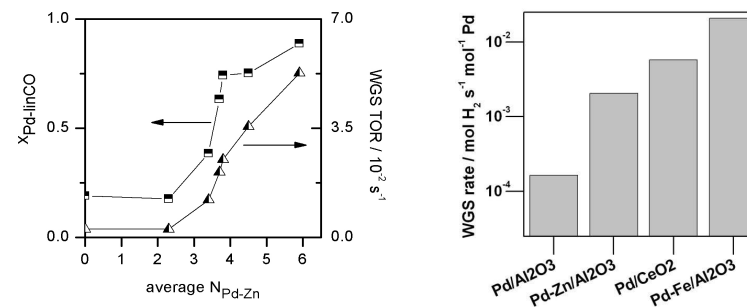 1.0
0.5
0.0
x Pd-linCO
7.0
3.5
0.0
WGS TOR / 10⁻² s⁻¹
0 1 2 3 4 5 6
average N Pd-Zn
WGS rate / mol H₂ s⁻¹ mol⁻¹ Pd
10⁻²
10⁻³
10⁻⁴
Pd/Al2O3
Pd-Zn/Al2O3
Pd/CeO2
Pd-Fe/Al2O3